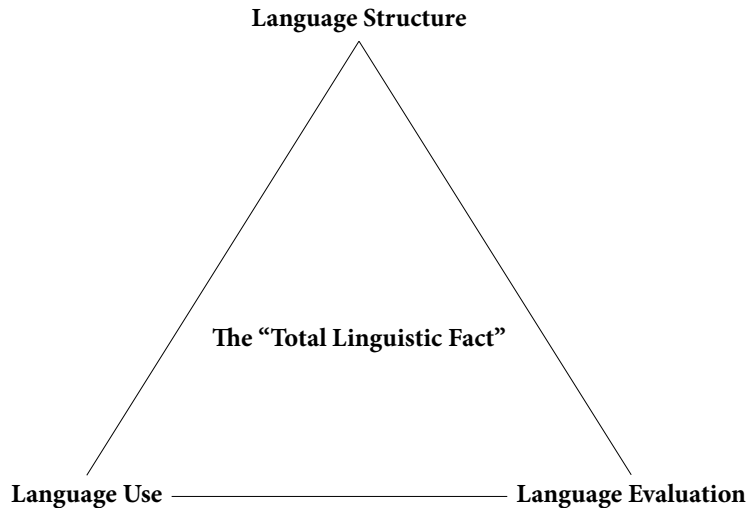 Language Structure
The “Total Linguistic Fact”
Language Use
Language Evaluation